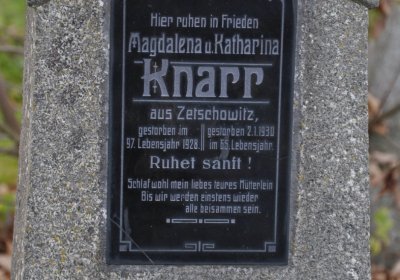 Hier ruhen in Frieden
Magdalena u. Katharina
Knarr
aus Zetschowitz,
gestorben im gestorben 2.1.1930
97. Lebensjahr 1928. im 65. Lebensjahr.
Ruhet sanft !
Schlaf wohl mein liebes teures Mütterlein
Bis wir werden einstens wieder
alle beisammen sein.